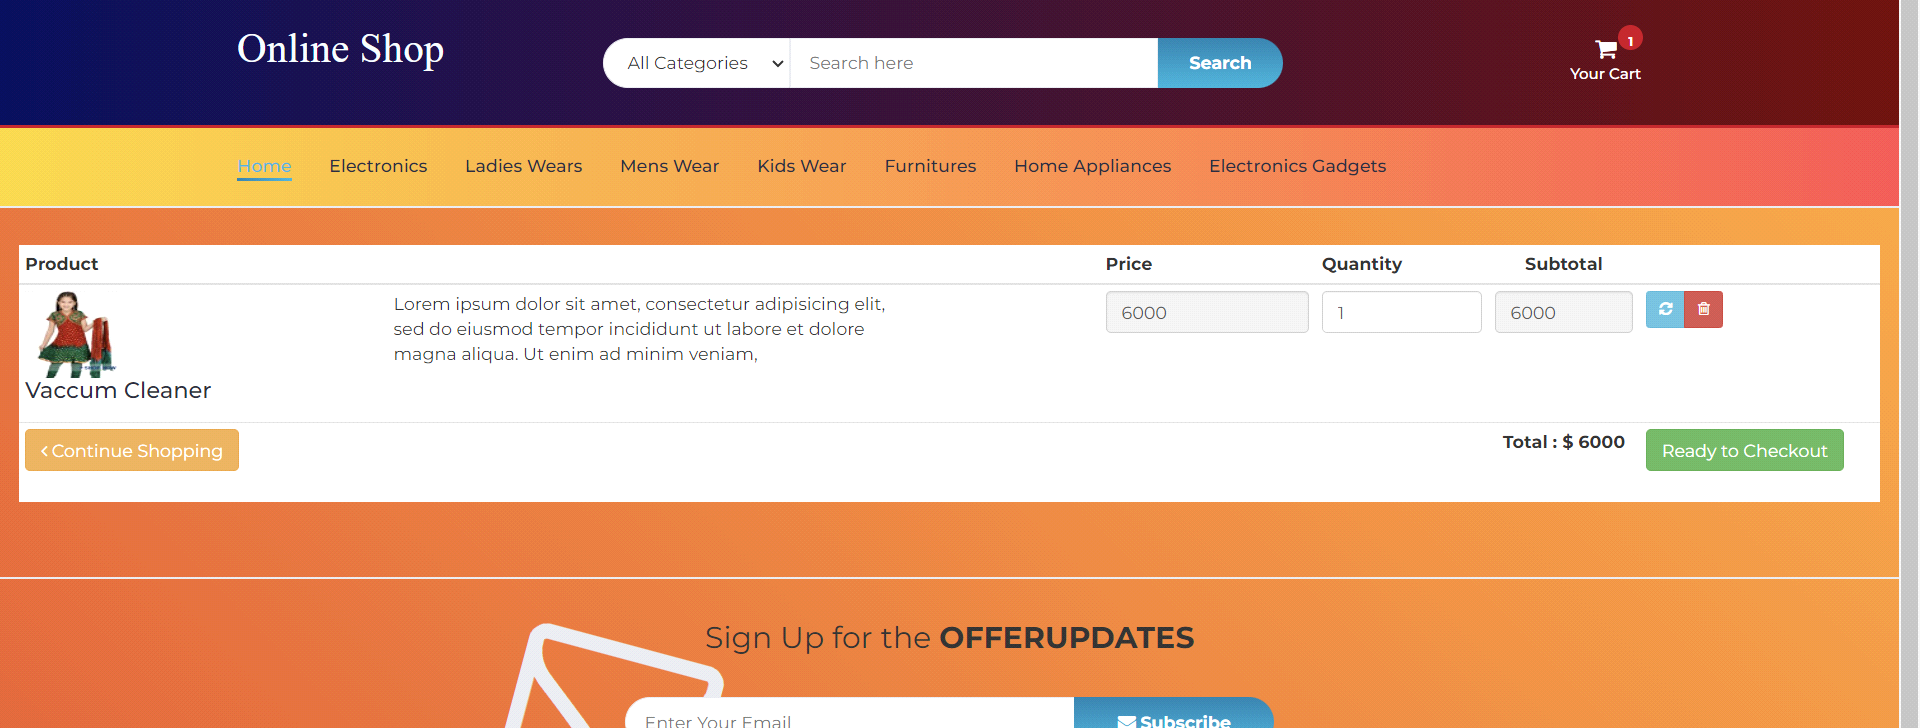 Online Shop
All Categories
Search here
Search
1
Your Cart
Home Electronics Ladies Wears Mens Wear Kids Wear Furnitures Home Appliances Electronics Gadgets
Product Price Quantity Subtotal
Lorem ipsum dolor sit amet, consectetur adipisicing elit,
sed do eiusmod tempor incididunt ut labore et dolore
magna aliqua. Ut enim ad minim veniam,
6000 1 6000
Vaccum Cleaner
Continue Shopping Total : $ 6000 Ready to Checkout
Sign Up for the OFFERUPDATES
Enter Your Email Subscribe